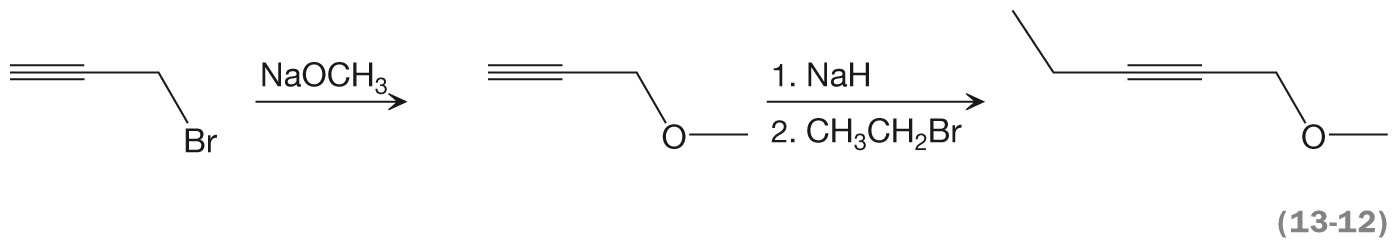 NaOCH₃
1. NaH
2. CH₃CH₂Br
Br
O
O
(13-12)